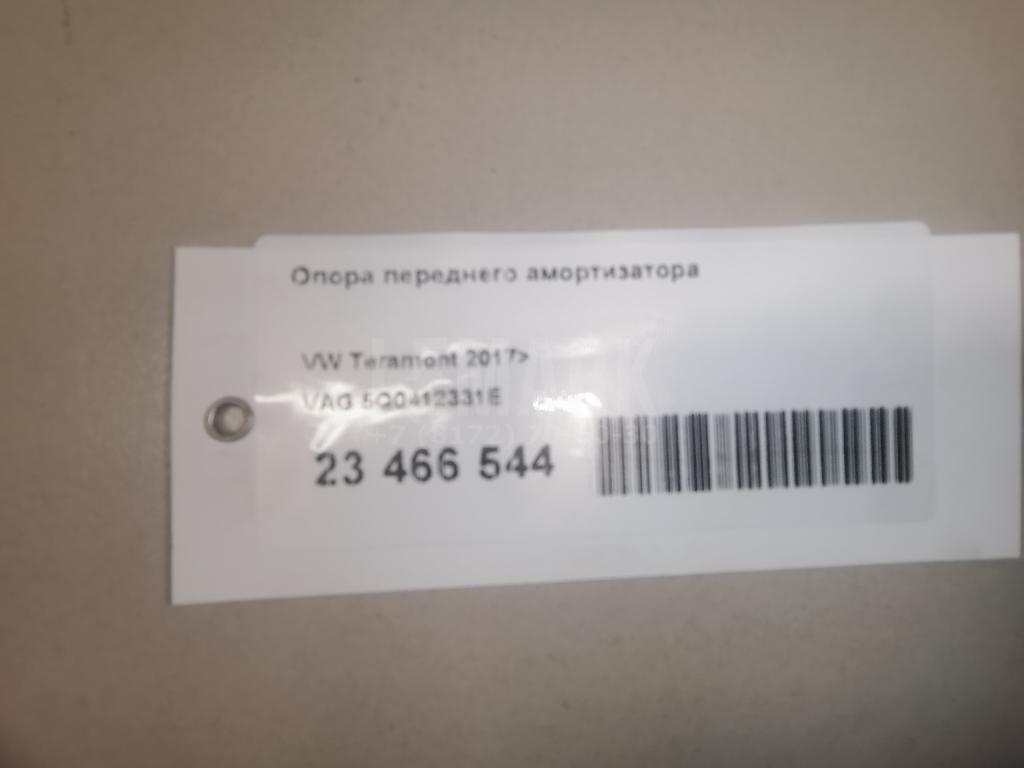 Опора переднего амортизатора
VW Teramont 2017>
VAG 5Q0412331E
23 466 544